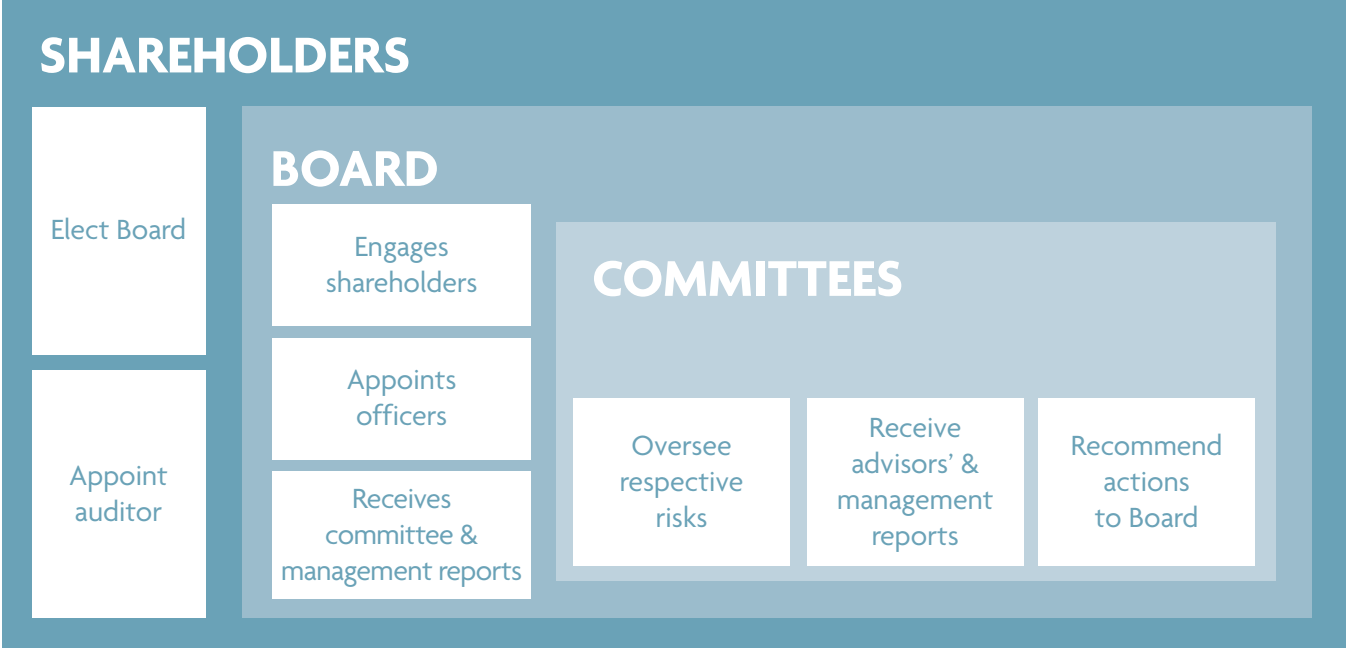 SHAREHOLDERS
Elect Board
Appoint
auditor
BOARD
Engages
shareholders
Appoints
officers
Receives
committee &
management reports
COMMITTEES
Oversee
respective
risks
Receive
advisors’ &
management
reports
Recommend
actions
to Board